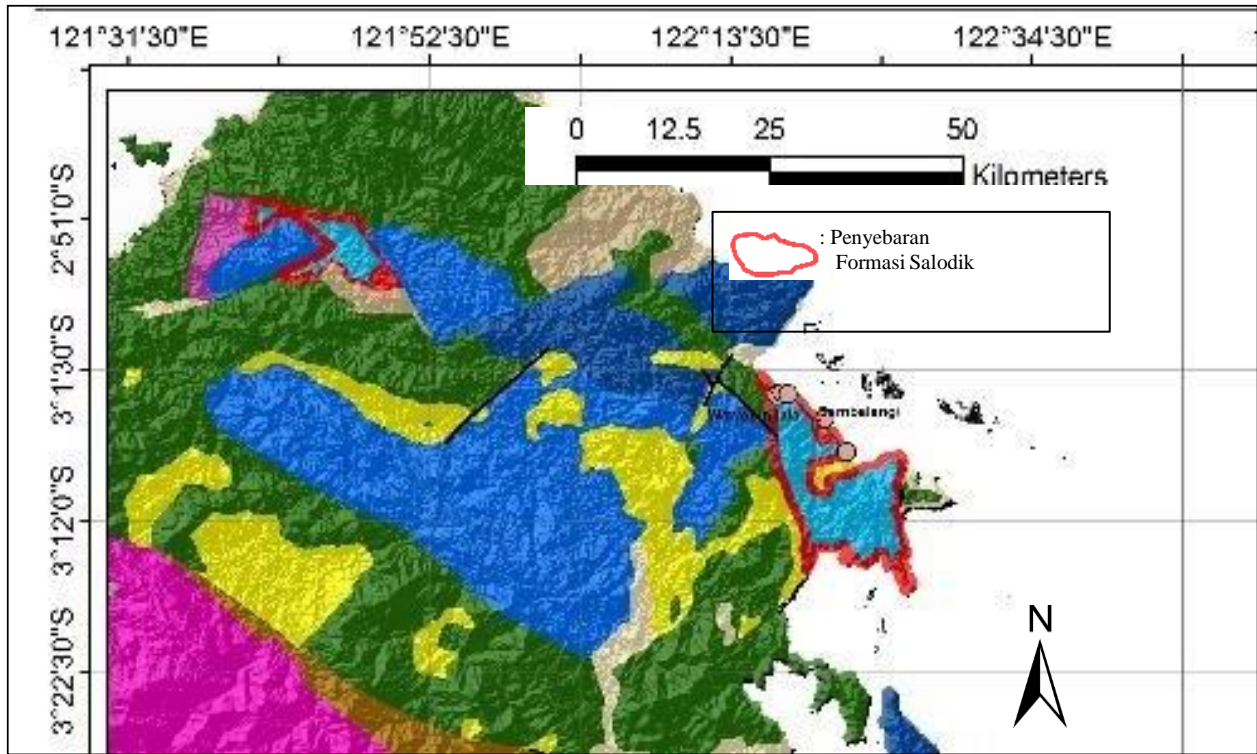 121°31'30"E 121°52'30"E 122°13'30"E 122°34'30"E
0 12.5 25 50
Kilometers
2°51'0"S
: Penyebaran
Formasi Salodik
3°1'30"S
3°12'0"S
3°22'30"S
N